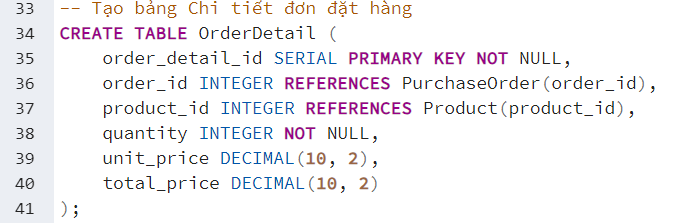 33 -- Tạo bảng Chi tiết đơn đặt hàng
34 CREATE TABLE OrderDetail (
35     order_detail_id SERIAL PRIMARY KEY NOT NULL,
36     order_id INTEGER REFERENCES PurchaseOrder(order_id),
37     product_id INTEGER REFERENCES Product(product_id),
38     quantity INTEGER NOT NULL,
39     unit_price DECIMAL(10, 2),
40     total_price DECIMAL(10, 2)
41 );